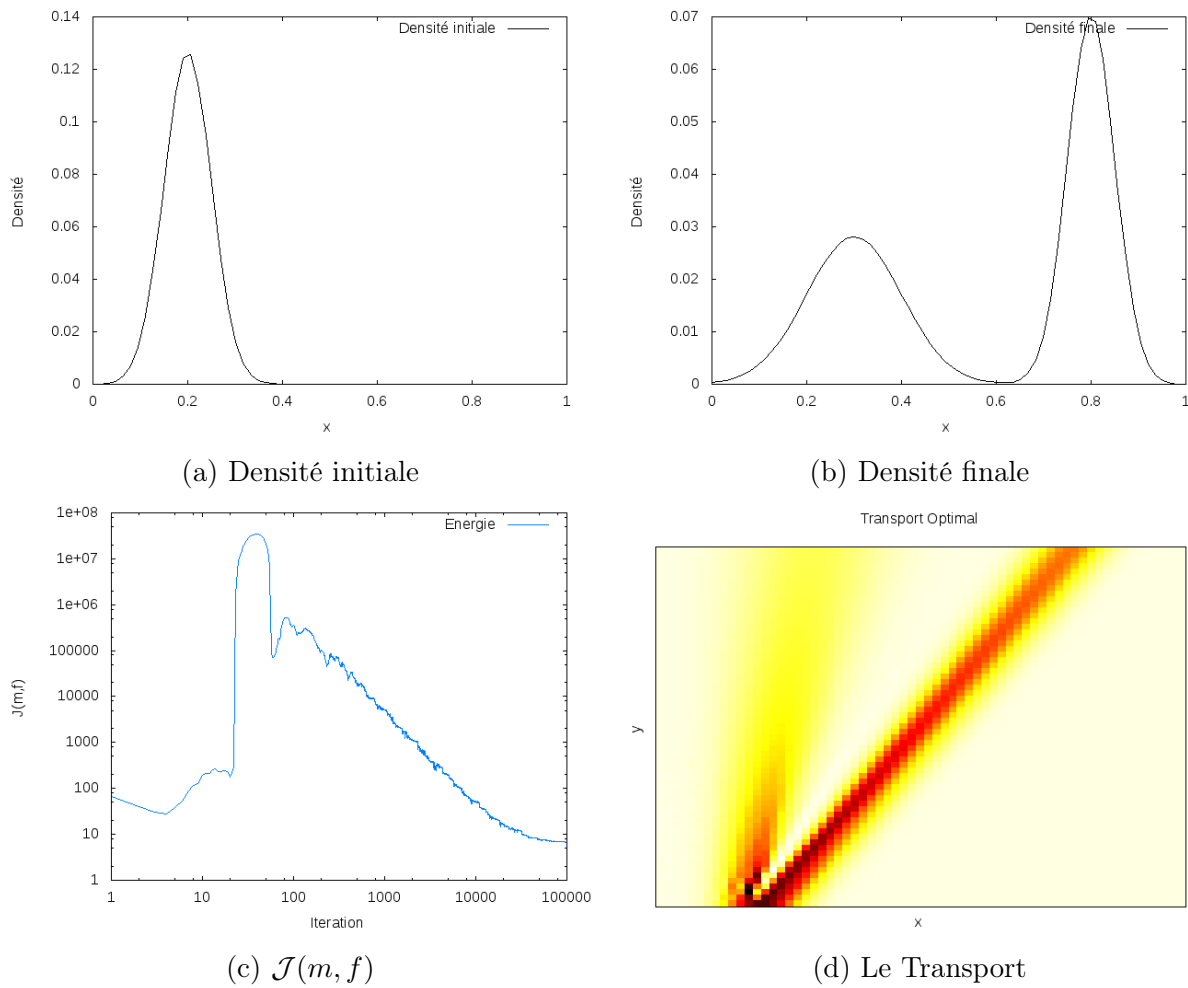 Densité initiale
0.14
0.12
0.1
0.08
0.06
0.04
0.02
0
Densité
0 0.2 0.4 0.6 0.8 1
x
(a) Densité initiale
Densité finale
0.07
0.06
0.05
0.04
0.03
0.02
0.01
0
Densité
0 0.2 0.4 0.6 0.8 1
x
(b) Densité finale
Energie
1e+08
1e+07
1e+06
100000
10000
1000
100
10
1
J(m,f)
1 10 100 1000 10000 100000
Iteration
(c) 𝒥(m, f)
Transport Optimal
y
x
(d) Le Transport